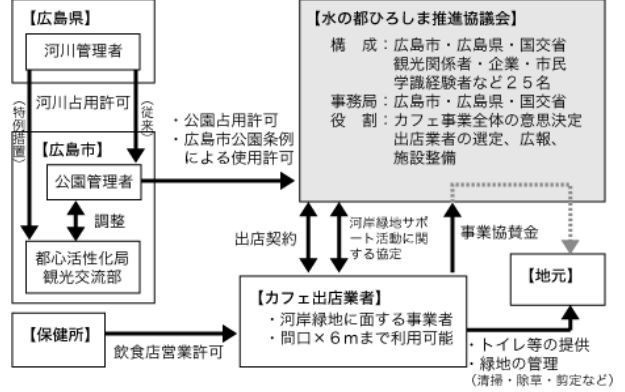 【広島県】
河川管理者
河川占用許可
(特例措置)
(従来)
【広島市】
公園管理者
調整
都心活性化局
観光交流部
・公園占用許可
・広島市公園条例
による使用許可
【水の都ひろしま推進協議会】
構　成：広島市・広島県・国交省
観光関係者・企業・市民
学識経験者など２５名
事務局：広島市・広島県・国交省
役　割：カフェ事業全体の意思決定
出店業者の選定、広報、
施設整備
出店契約
河岸緑地サポ
ート活動に関
する協定
事業協賛金
【地元】
【カフェ出店業者】
・河岸緑地に面する事業者
・間口×６ｍまで利用可能
【保健所】
飲食店営業許可
・トイレ等の提供
・緑地の管理
（清掃・除草・剪定など）